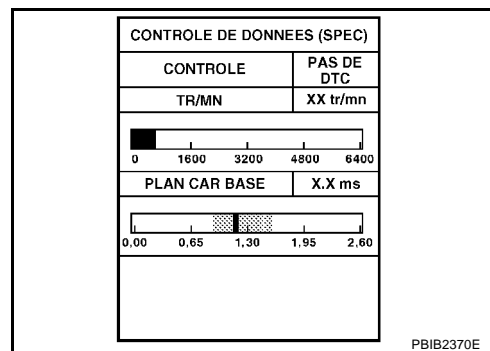 CONTROLE DE DONNEES (SPEC)
CONTROLE PAS DE DTC
TR/MN XX tr/mn
0 1600 3200 4800 6400
PLAN CAR BASE X.X ms
0,00 0,65 1,30 1,95 2,60
PBIB2370E